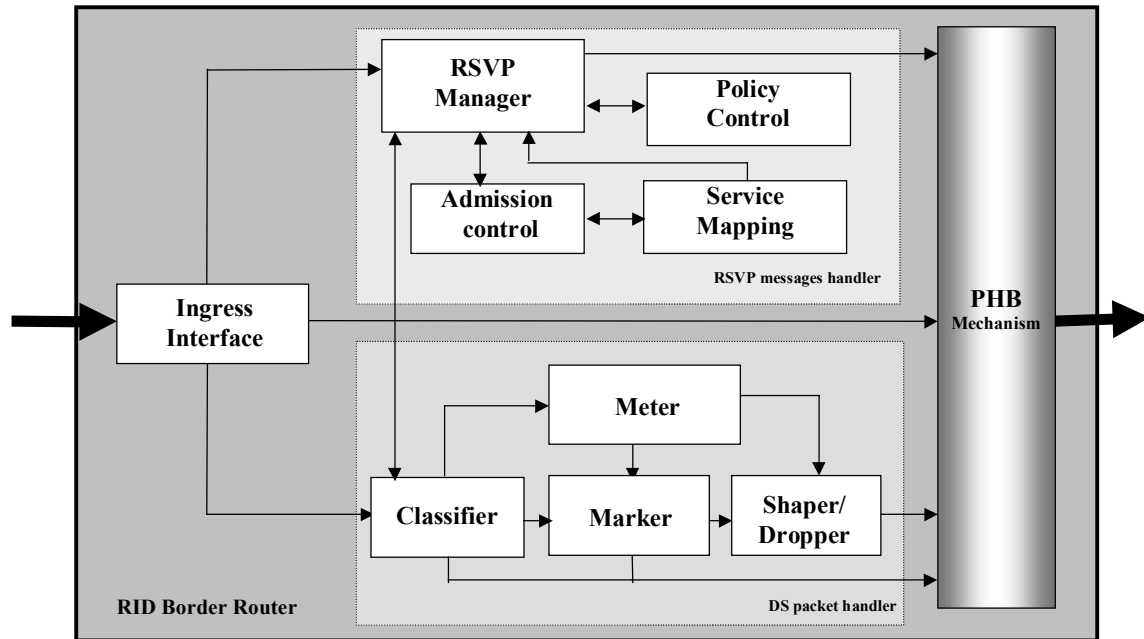 RSVP
Manager
Policy
Control
Admission
control
Service
Mapping
RSVP messages handler
Ingress
Interface
PHB
Mechanism
Meter
Classifier
Marker
Shaper/
Dropper
DS packet handler
RID Border Router